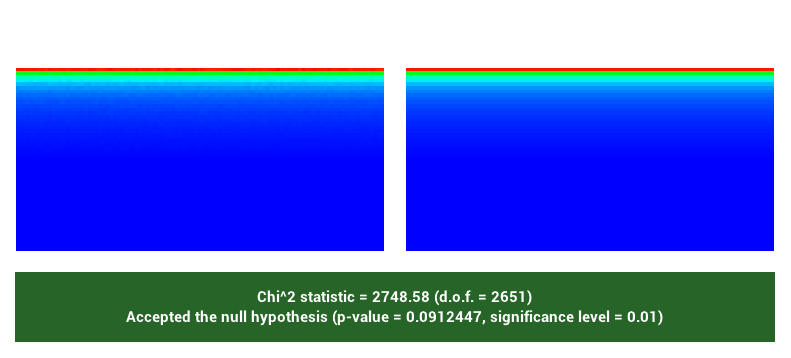 Chi^2 statistic = 2748.58 (d.o.f. = 2651)
Accepted the null hypothesis (p-value = 0.0912447, significance level = 0.01)